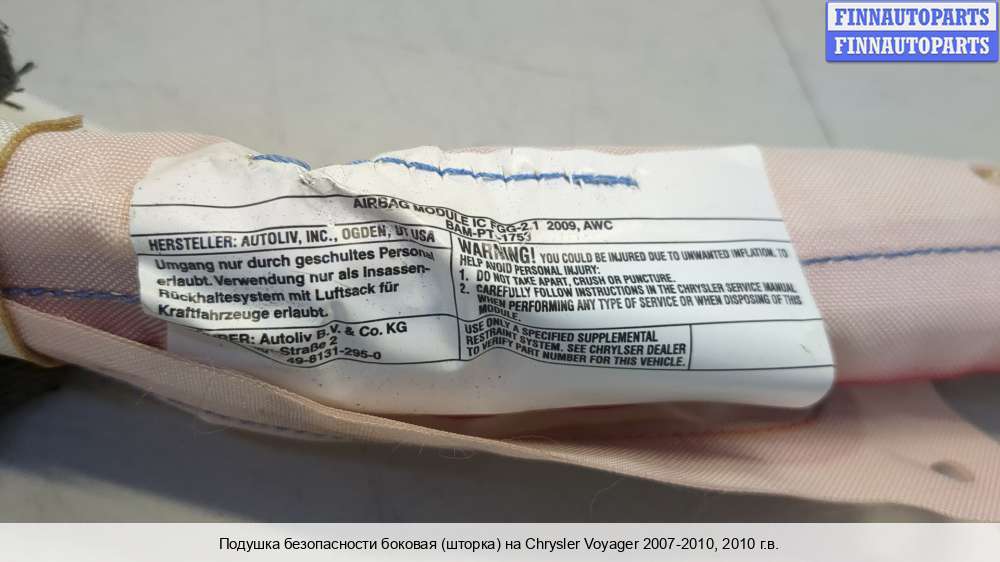 FINNAUTOPARTS
FINNAUTOPARTS
AIRBAG MODULE IC FGG-2.1 2009, AWC
BAM-PT -1753
HERSTELLER: AUTOLIV, INC., OGDEN, UT USA
Umgang nur durch geschultes Personal
erlaubt. Verwendung nur als Insassen-
Rückhaltesystem mit Luftsack für
Kraftfahrzeuge erlaubt.
BER: Autoliv B.V. & Co. KG
Straße 2
49-8131-295-0
WARNING! YOU COULD BE INJURED DUE TO UNWANTED INFLATION. TO
HELP AVOID PERSONAL INJURY:
1. DO NOT TAKE APART, CRUSH OR PUNCTURE.
2. CAREFULLY FOLLOW INSTRUCTIONS IN THE CHRYSLER SERVICE MANUAL
WHEN PERFORMING ANY TYPE OF SERVICE OR WHEN DISPOSING OF THIS
MODULE.
USE ONLY A SPECIFIED SUPPLEMENTAL
RESTRAINT SYSTEM. SEE CHRYLSER DEALER
TO VERIFY PART NUMBER FOR THIS VEHICLE.
Подушка безопасности боковая (шторка) на Chrysler Voyager 2007-2010, 2010 г.в.